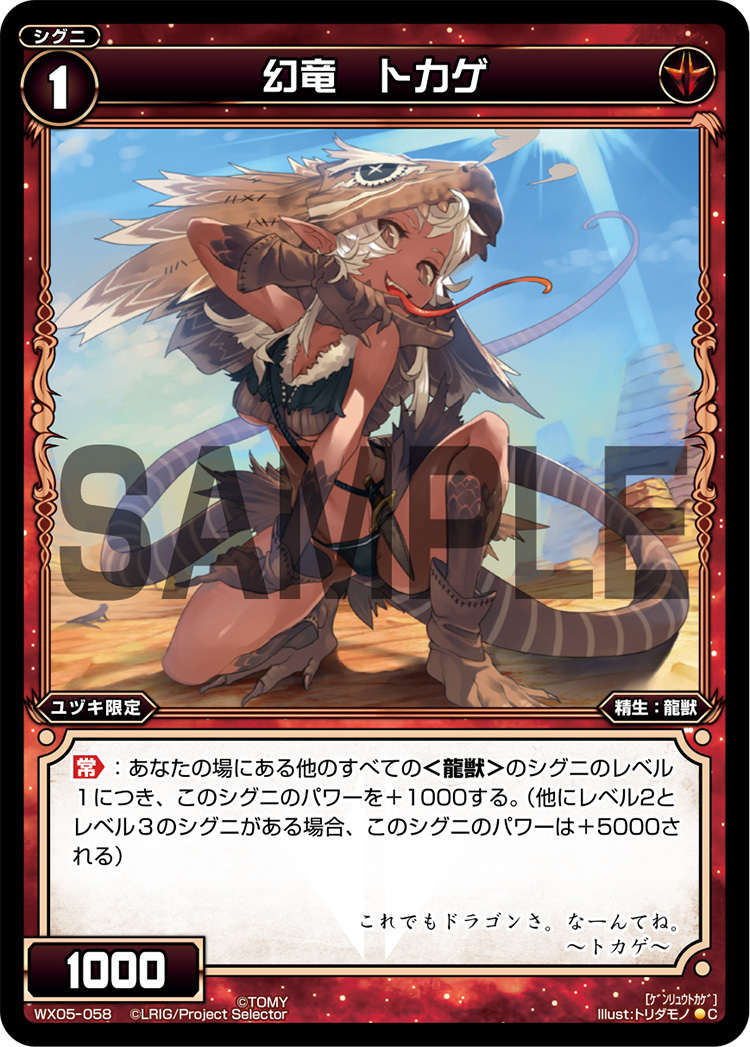 シグニ
1
幻竜　トカゲ
SAMPLE
ユヅキ限定
精生：龍獣
常：あなたの場にある他のすべての＜龍獣＞のシグニのレベル
１につき、このシグニのパワーを＋1000する。（他にレベル2と
レベル３のシグニがある場合、このシグニのパワーは＋5000さ
れる）
これでもドラゴンさ。なーんてね。
～トカゲ～
1000
WX05-058 ©LRIG/Project Selector
©TOMY
[ｹﾞﾝﾘｭｳﾄｶｹﾞ]
Illust:トリダモノ C